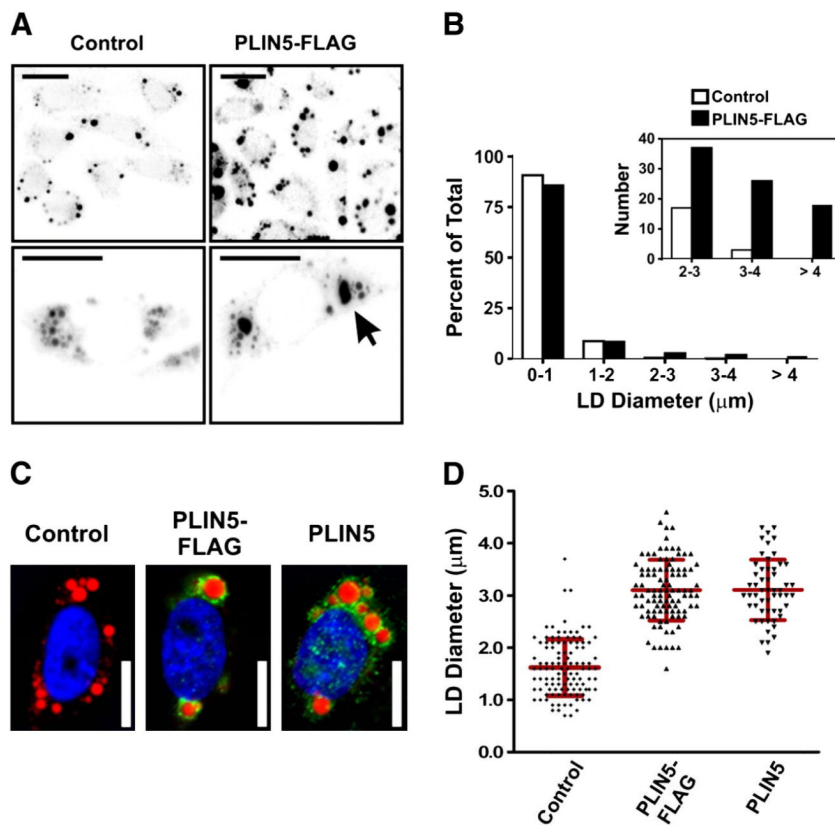 A
Control PLIN5-FLAG
B
Control
PLIN5-FLAG
Percent of Total
100
75
50
25
0
0-1 1-2 2-3 3-4 > 4
LD Diameter (μm)
Number
40
30
20
10
0
2-3 3-4 > 4
C
Control PLIN5-
FLAG PLIN5
D
LD Diameter (μm)
5.0
4.0
3.0
2.0
1.0
0.0
Control
PLIN5-
FLAG
PLIN5